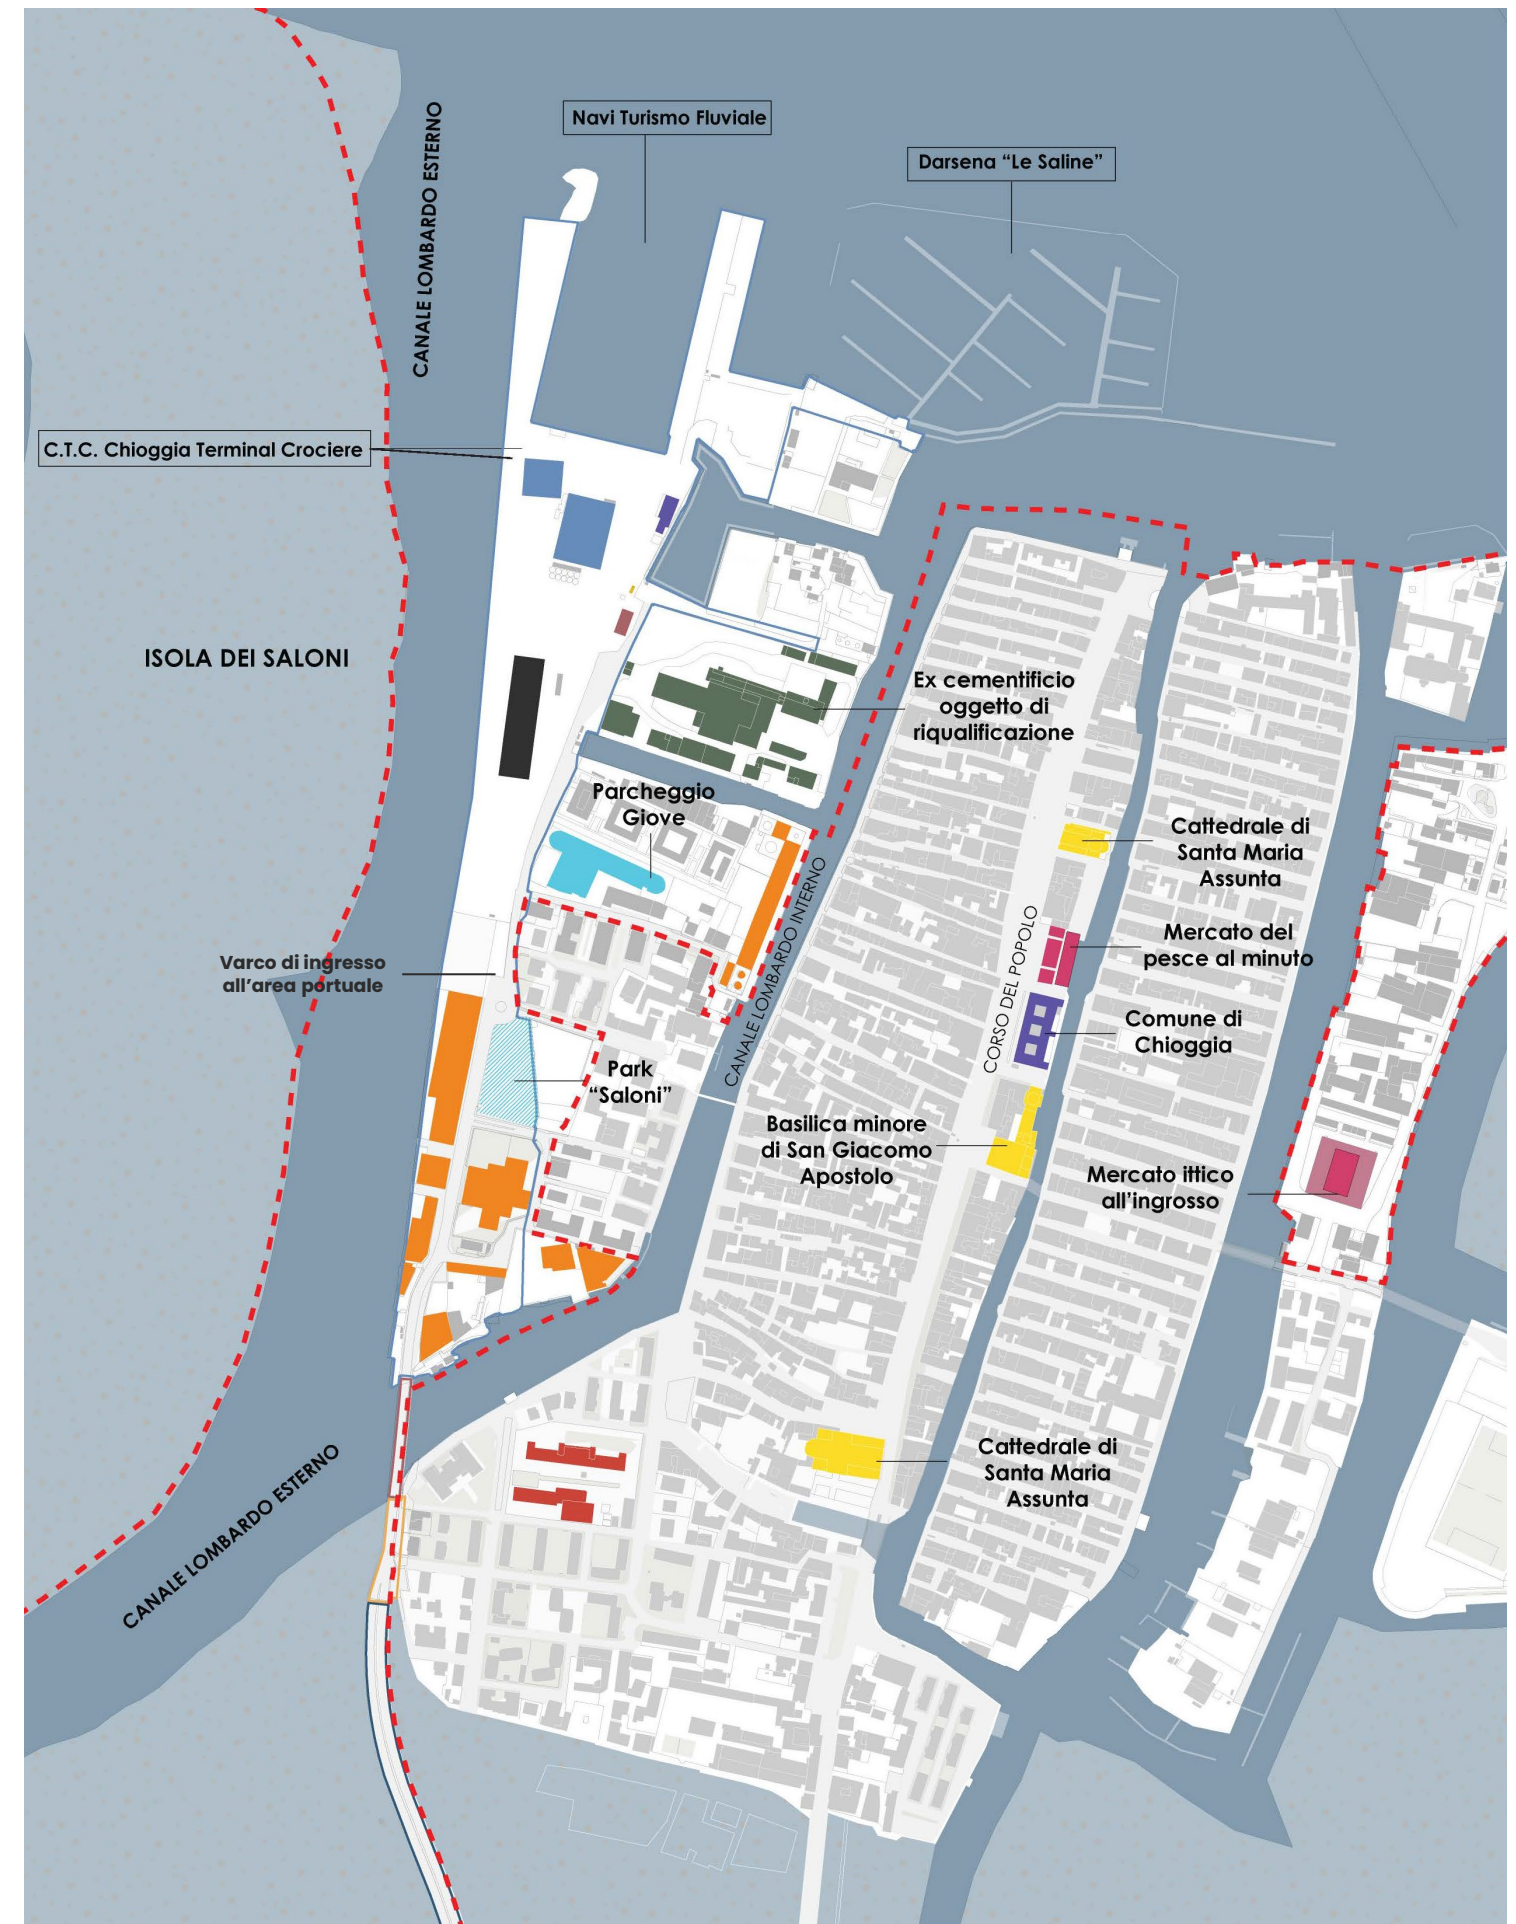 Navi Turismo Fluviale
CANALE LOMBARDO ESTERNO
Darsena “Le Saline”
C.T.C. Chioggia Terminal Crociere
ISOLA DEI SALONI
Ex cementificio
oggetto di
riqualificazione
Parcheggio
Giove
Cattedrale di
Santa Maria
Assunta
CANALE LOMBARDO INTERNO
CORSO DEL POPOLO
Mercato del
pesce al minuto
Varco di ingresso
all’area portuale
Comune di
Chioggia
Park
“Saloni”
Basilica minore
di San Giacomo
Apostolo
Mercato ittico
all’ingrosso
Cattedrale di
Santa Maria
Assunta
CANALE LOMBARDO ESTERNO